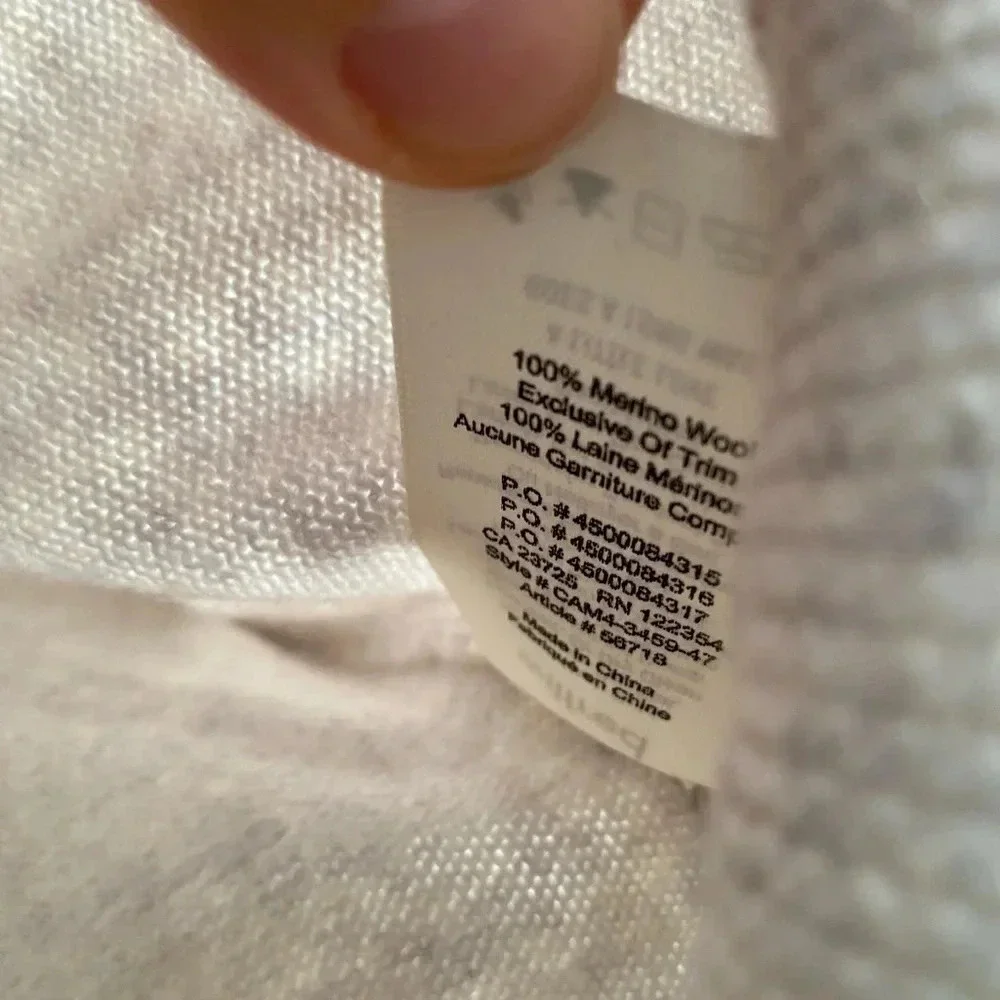 100% Merino Wool
Exclusive Of Trim
100% Laine Mérinos
Aucune Garniture Comp
P.O. # 4500084315
P.O. # 4500084316
P.O. # 4500084317
CA 23725 RN 122354
Style # CAM4-3459-47
Article # 56718
Made in China
Fabriqué en Chine